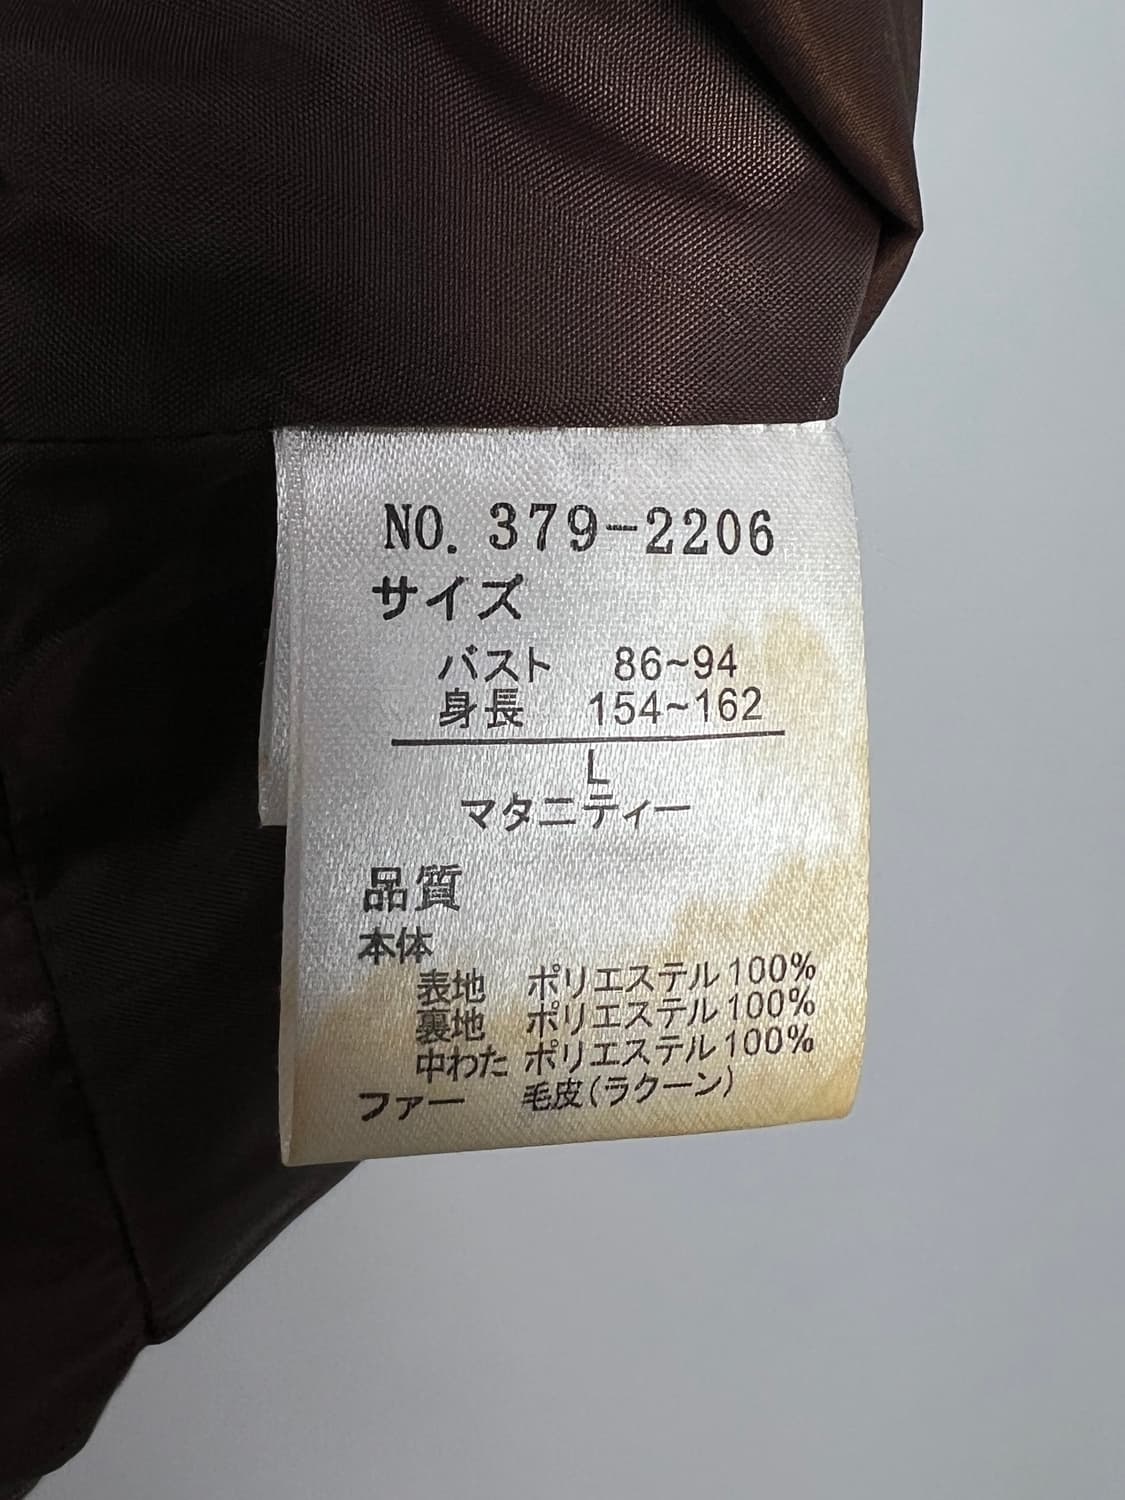 NO. 379-2206
サイズ
バスト 86~94
身長 154~162
L
マタニティー
品質
本体
表地 ポリエステル100%
裏地 ポリエステル100%
中わた ポリエステル100%
ファー 毛皮(ラクーン)